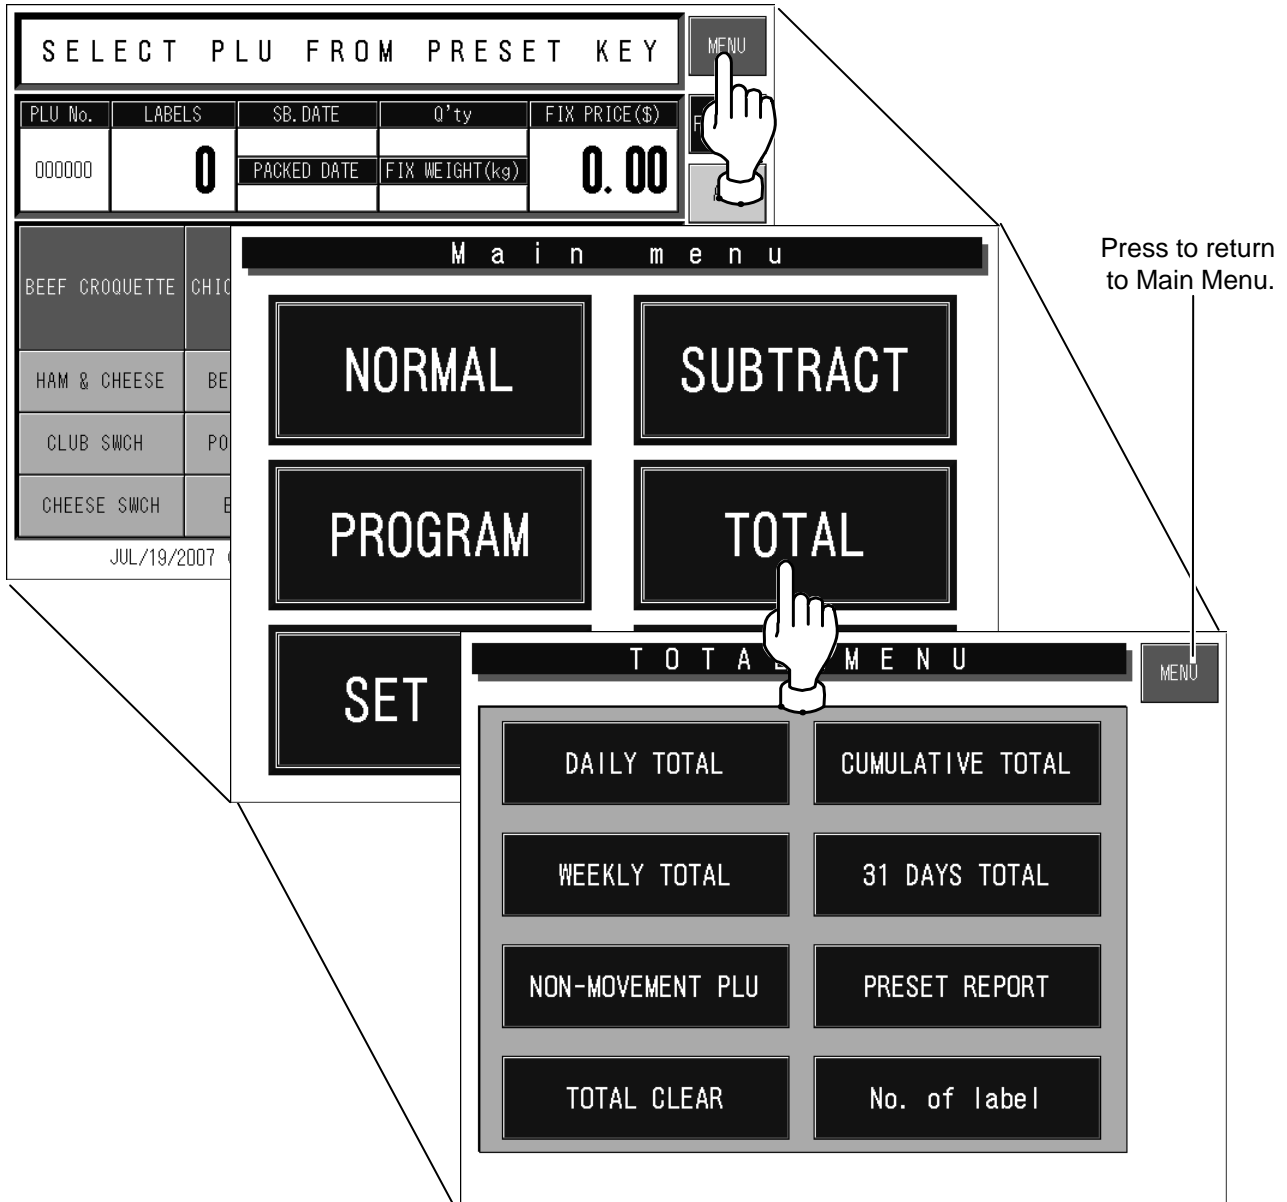 SELECT PLU FROM PRESET KEY
MENU
PLU No. LABELS SB.DATE Q'ty FIX PRICE($)
000000 0 PACKED DATE FIX WEIGHT(kg) 0.00
BEEF CROQUETTE
HAM & CHEESE
CLUB SWCH
CHEESE SWCH
JUL/19/2007
Main menu
NORMAL SUBTRACT
PROGRAM TOTAL
SET
Press to return
to Main Menu.
TOTAL MENU
MENU
DAILY TOTAL CUMULATIVE TOTAL
WEEKLY TOTAL 31 DAYS TOTAL
NON-MOVEMENT PLU PRESET REPORT
TOTAL CLEAR No. of label